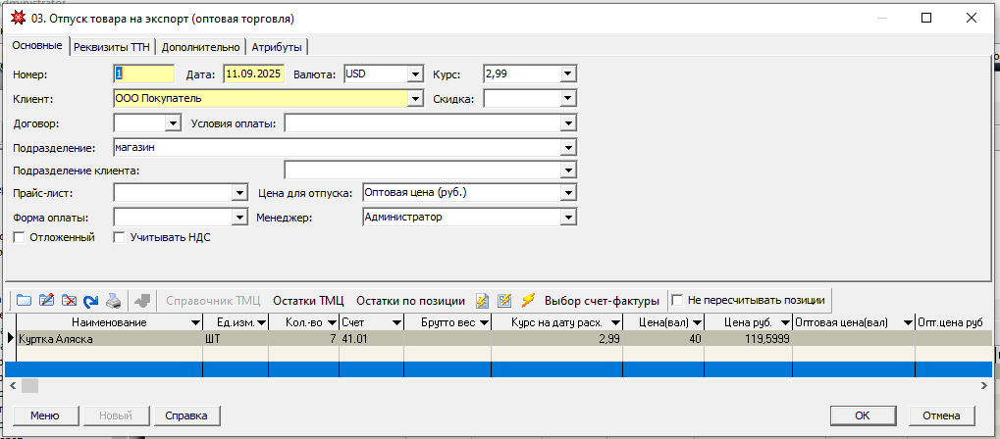 03. Отпуск товара на экспорт (оптовая торговля)
Основные Реквизиты ТТН Дополнительно Атрибуты
Номер: 1 Дата: 11.09.2025 Валюта: USD Курс: 2,99
Клиент: ООО Покупатель Скидка:
Договор: Условия оплаты:
Подразделение: магазин
Подразделение клиента:
Прайс-лист: Цена для отпуска: Оптовая цена (руб.)
Форма оплаты: Менеджер: Администратор
Отложенный Учитывать НДС
Справочник ТМЦ Остатки ТМЦ Остатки по позиции Выбор счет-фактуры Не пересчитывать позиции
Наименование Ед.изм. Кол.-во Счет Брутто вес Курс на дату расх. Цена(вал) Цена руб. Оптовая цена(вал) Опт.цена руб
Куртка Аляска ШТ 7 41.01 2,99 40 119,5999
Меню Новый Справка OK Отмена